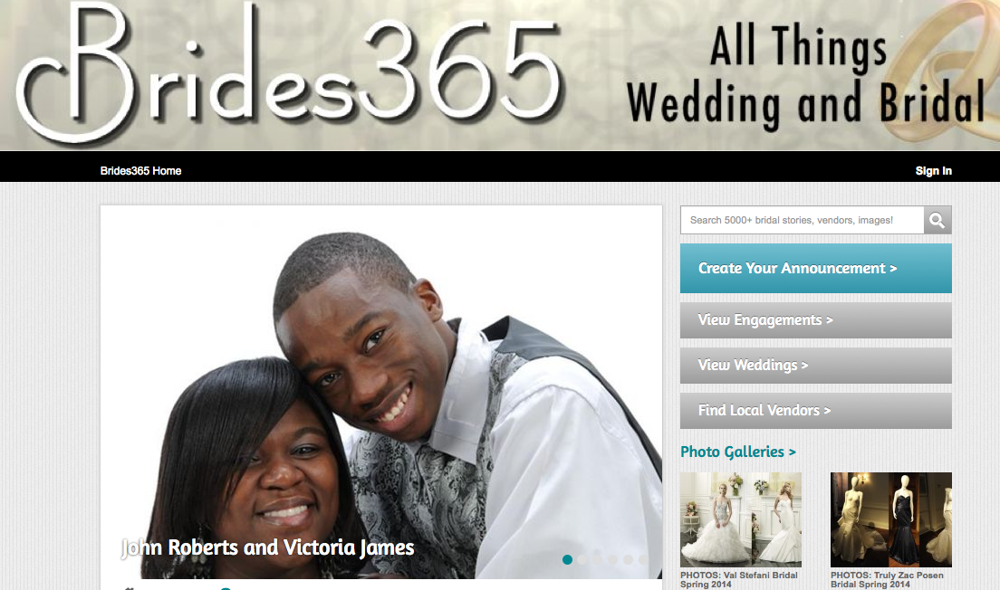 Brides365
All Things
Wedding and Bridal
Brides365 Home
Sign In
Search 5000+ bridal stories, vendors, images!
Create Your Announcement >
View Engagements >
View Weddings >
Find Local Vendors >
Photo Galleries >
John Roberts and Victoria James
PHOTOS: Val Stefani Bridal
Spring 2014
PHOTOS: Truly Zac Posen
Bridal Spring 2014